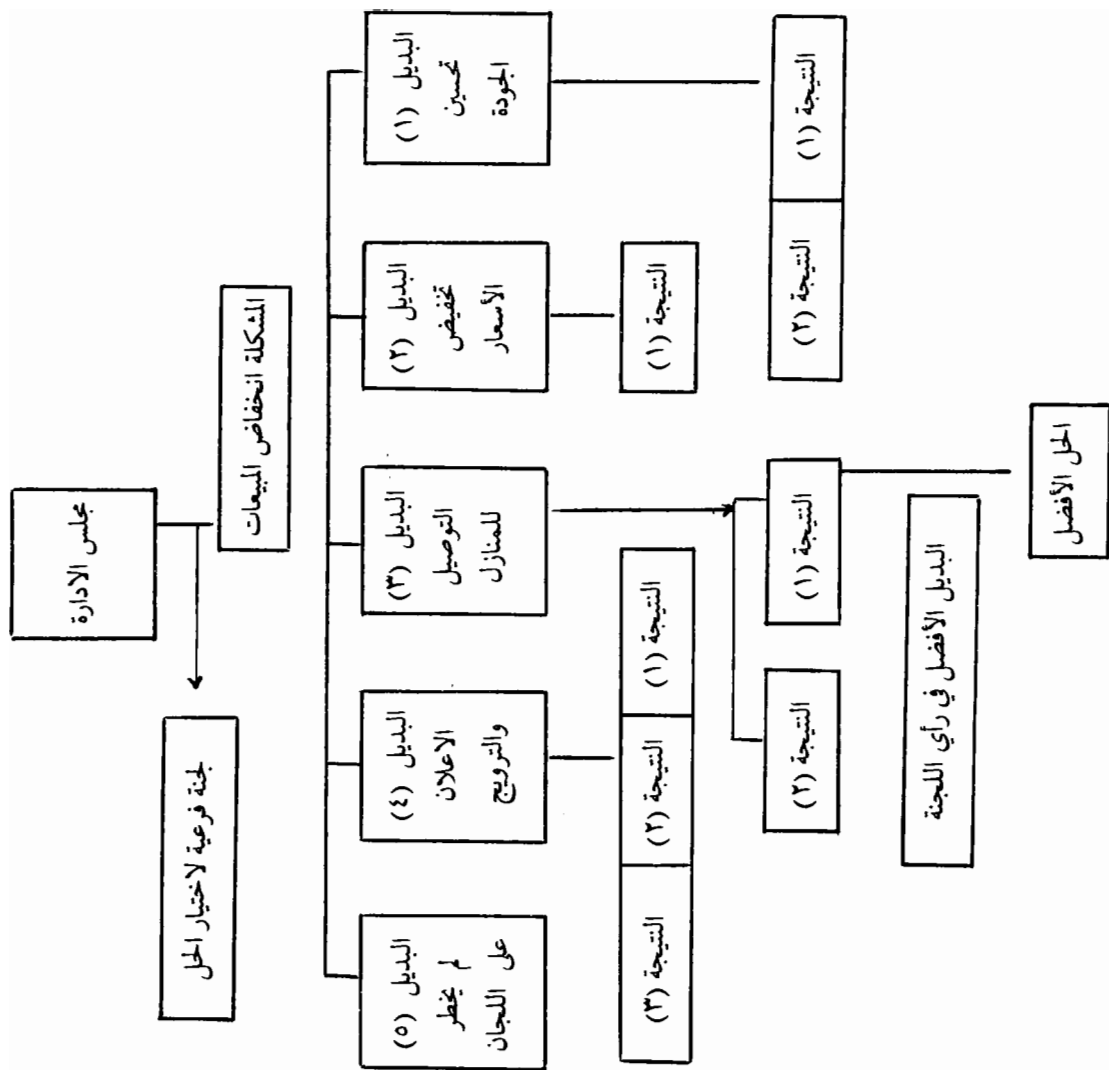 مجلس الادارة
المشكلة انخفاض المبيعات
لجنة فرعية لاختيار الحل
البديل (١)
تحسين
الجودة
البديل (٢)
تخفيض
الأسعار
البديل (٣)
التوصيل
للمنازل
البديل (٤)
الاعلان
والترويج
البديل (٥)
لم يخطر
على اللجان
النتيجة (١)
النتيجة (٢)
النتيجة (١)
النتيجة (١)
النتيجة (٢)
النتيجة (١)
النتيجة (٢)
النتيجة (٣)
البديل الأفضل في رأي اللجنة
الحل الأفضل